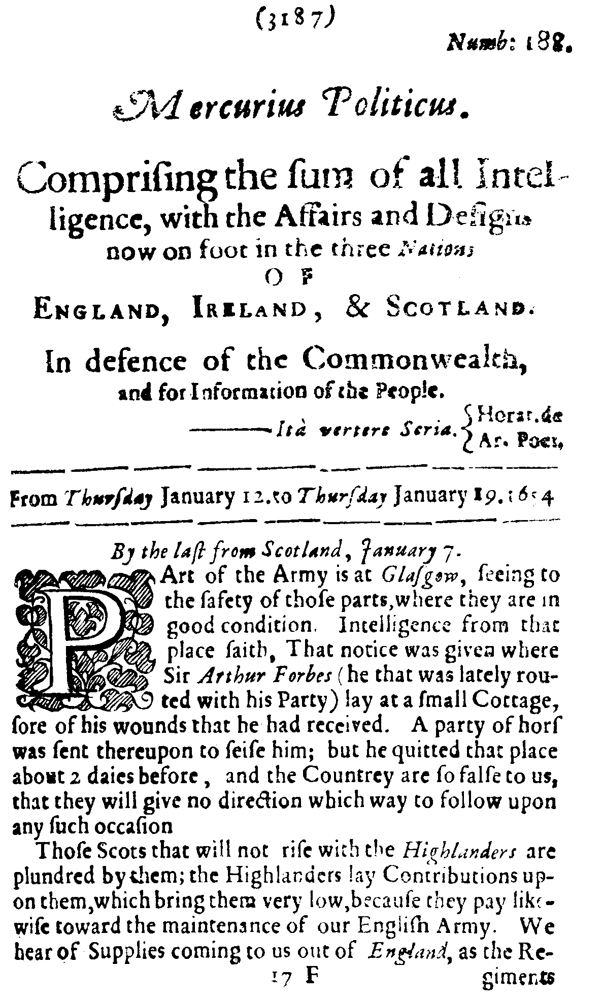 (3187)
Numb: 188.
Mercurius Politicus.
Compriſing the ſum of all Intel-
ligence, with the Affairs and Deſigns
now on foot in the three Nations
OF
ENGLAND, IRELAND, & SCOTLAND.
In defence of the Commonwealth,
and for Information of the People.
——Ità vertere Seria. { Horat. de
Ar. Poet,
From Thurſday January 12. to Thurſday January 19. 1654
By the laſt from Scotland, January 7.
PArt of the Army is at Glaſgow, ſeeing to
the ſafety of thoſe parts, where they are in
good condition. Intelligence from that
place ſaith, That notice was given where
Sir Arthur Forbes (he that was lately rou-
ted with his Party) lay at a ſmall Cottage,
ſore of his wounds that he had received. A party of horſ
was ſent thereupon to ſeiſe him; but he quitted that place
about 2 daies before, and the Countrey are ſo falſe to us,
that they will give no direction which way to follow upon
any ſuch occaſion
Thoſe Scots that will not riſe with the Highlanders are
plundred by them; the Highlanders lay Contributions up-
on them, which bring them very low, becauſe they pay like-
wiſe toward the maintenance of our Engliſh Army. We
hear of Supplies coming to us out of England, as the Re-
17 F giments